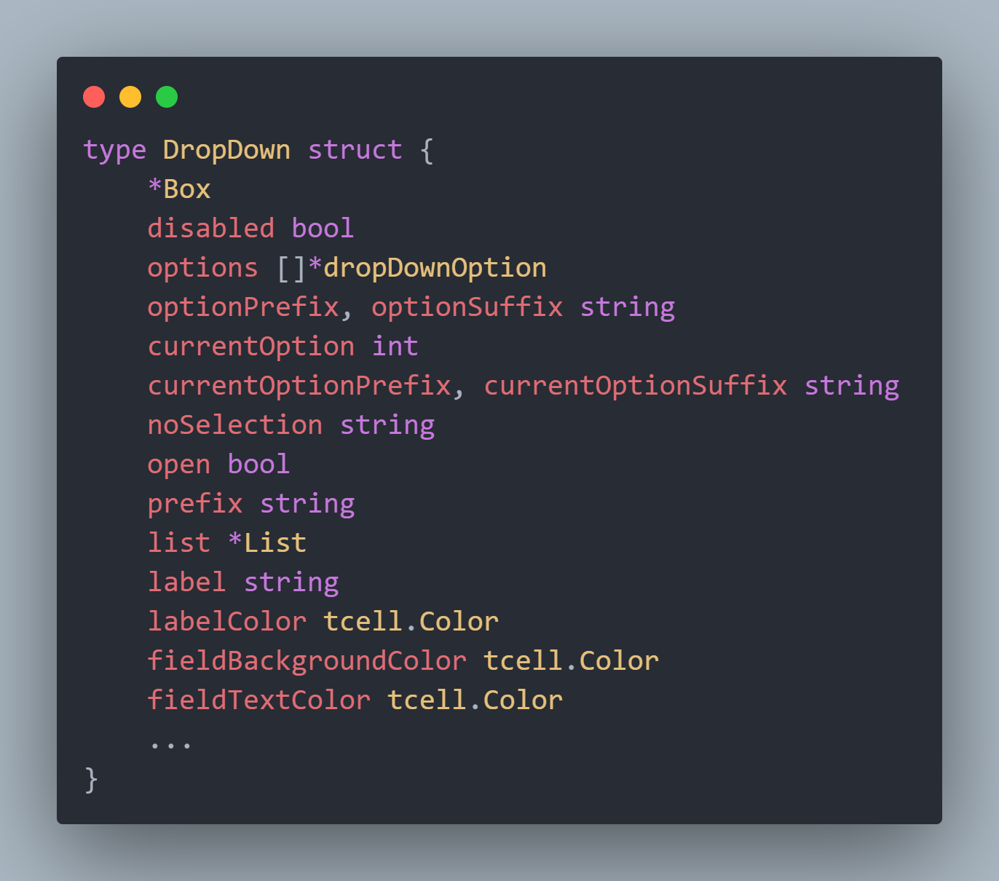 type DropDown struct {
    *Box
    disabled bool
    options []*dropDownOption
    optionPrefix, optionSuffix string
    currentOption int
    currentOptionPrefix, currentOptionSuffix string
    noSelection string
    open bool
    prefix string
    list *List
    label string
    labelColor tcell.Color
    fieldBackgroundColor tcell.Color
    fieldTextColor tcell.Color
    ...
}